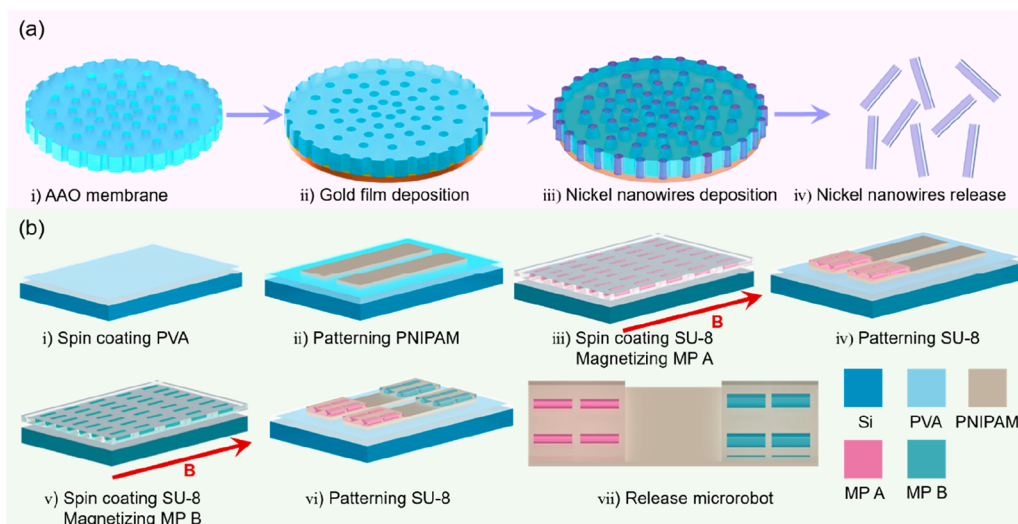 (a)
i) AAO membrane
ii) Gold film deposition
iii) Nickel nanowires deposition
iv) Nickel nanowires release
(b)
i) Spin coating PVA
ii) Patterning PNIPAM
B
iii) Spin coating SU-8
Magnetizing MP A
iv) Patterning SU-8
B
v) Spin coating SU-8
Magnetizing MP B
vi) Patterning SU-8
vii) Release microrobot
Si
PVA
PNIPAM
MP A
MP B